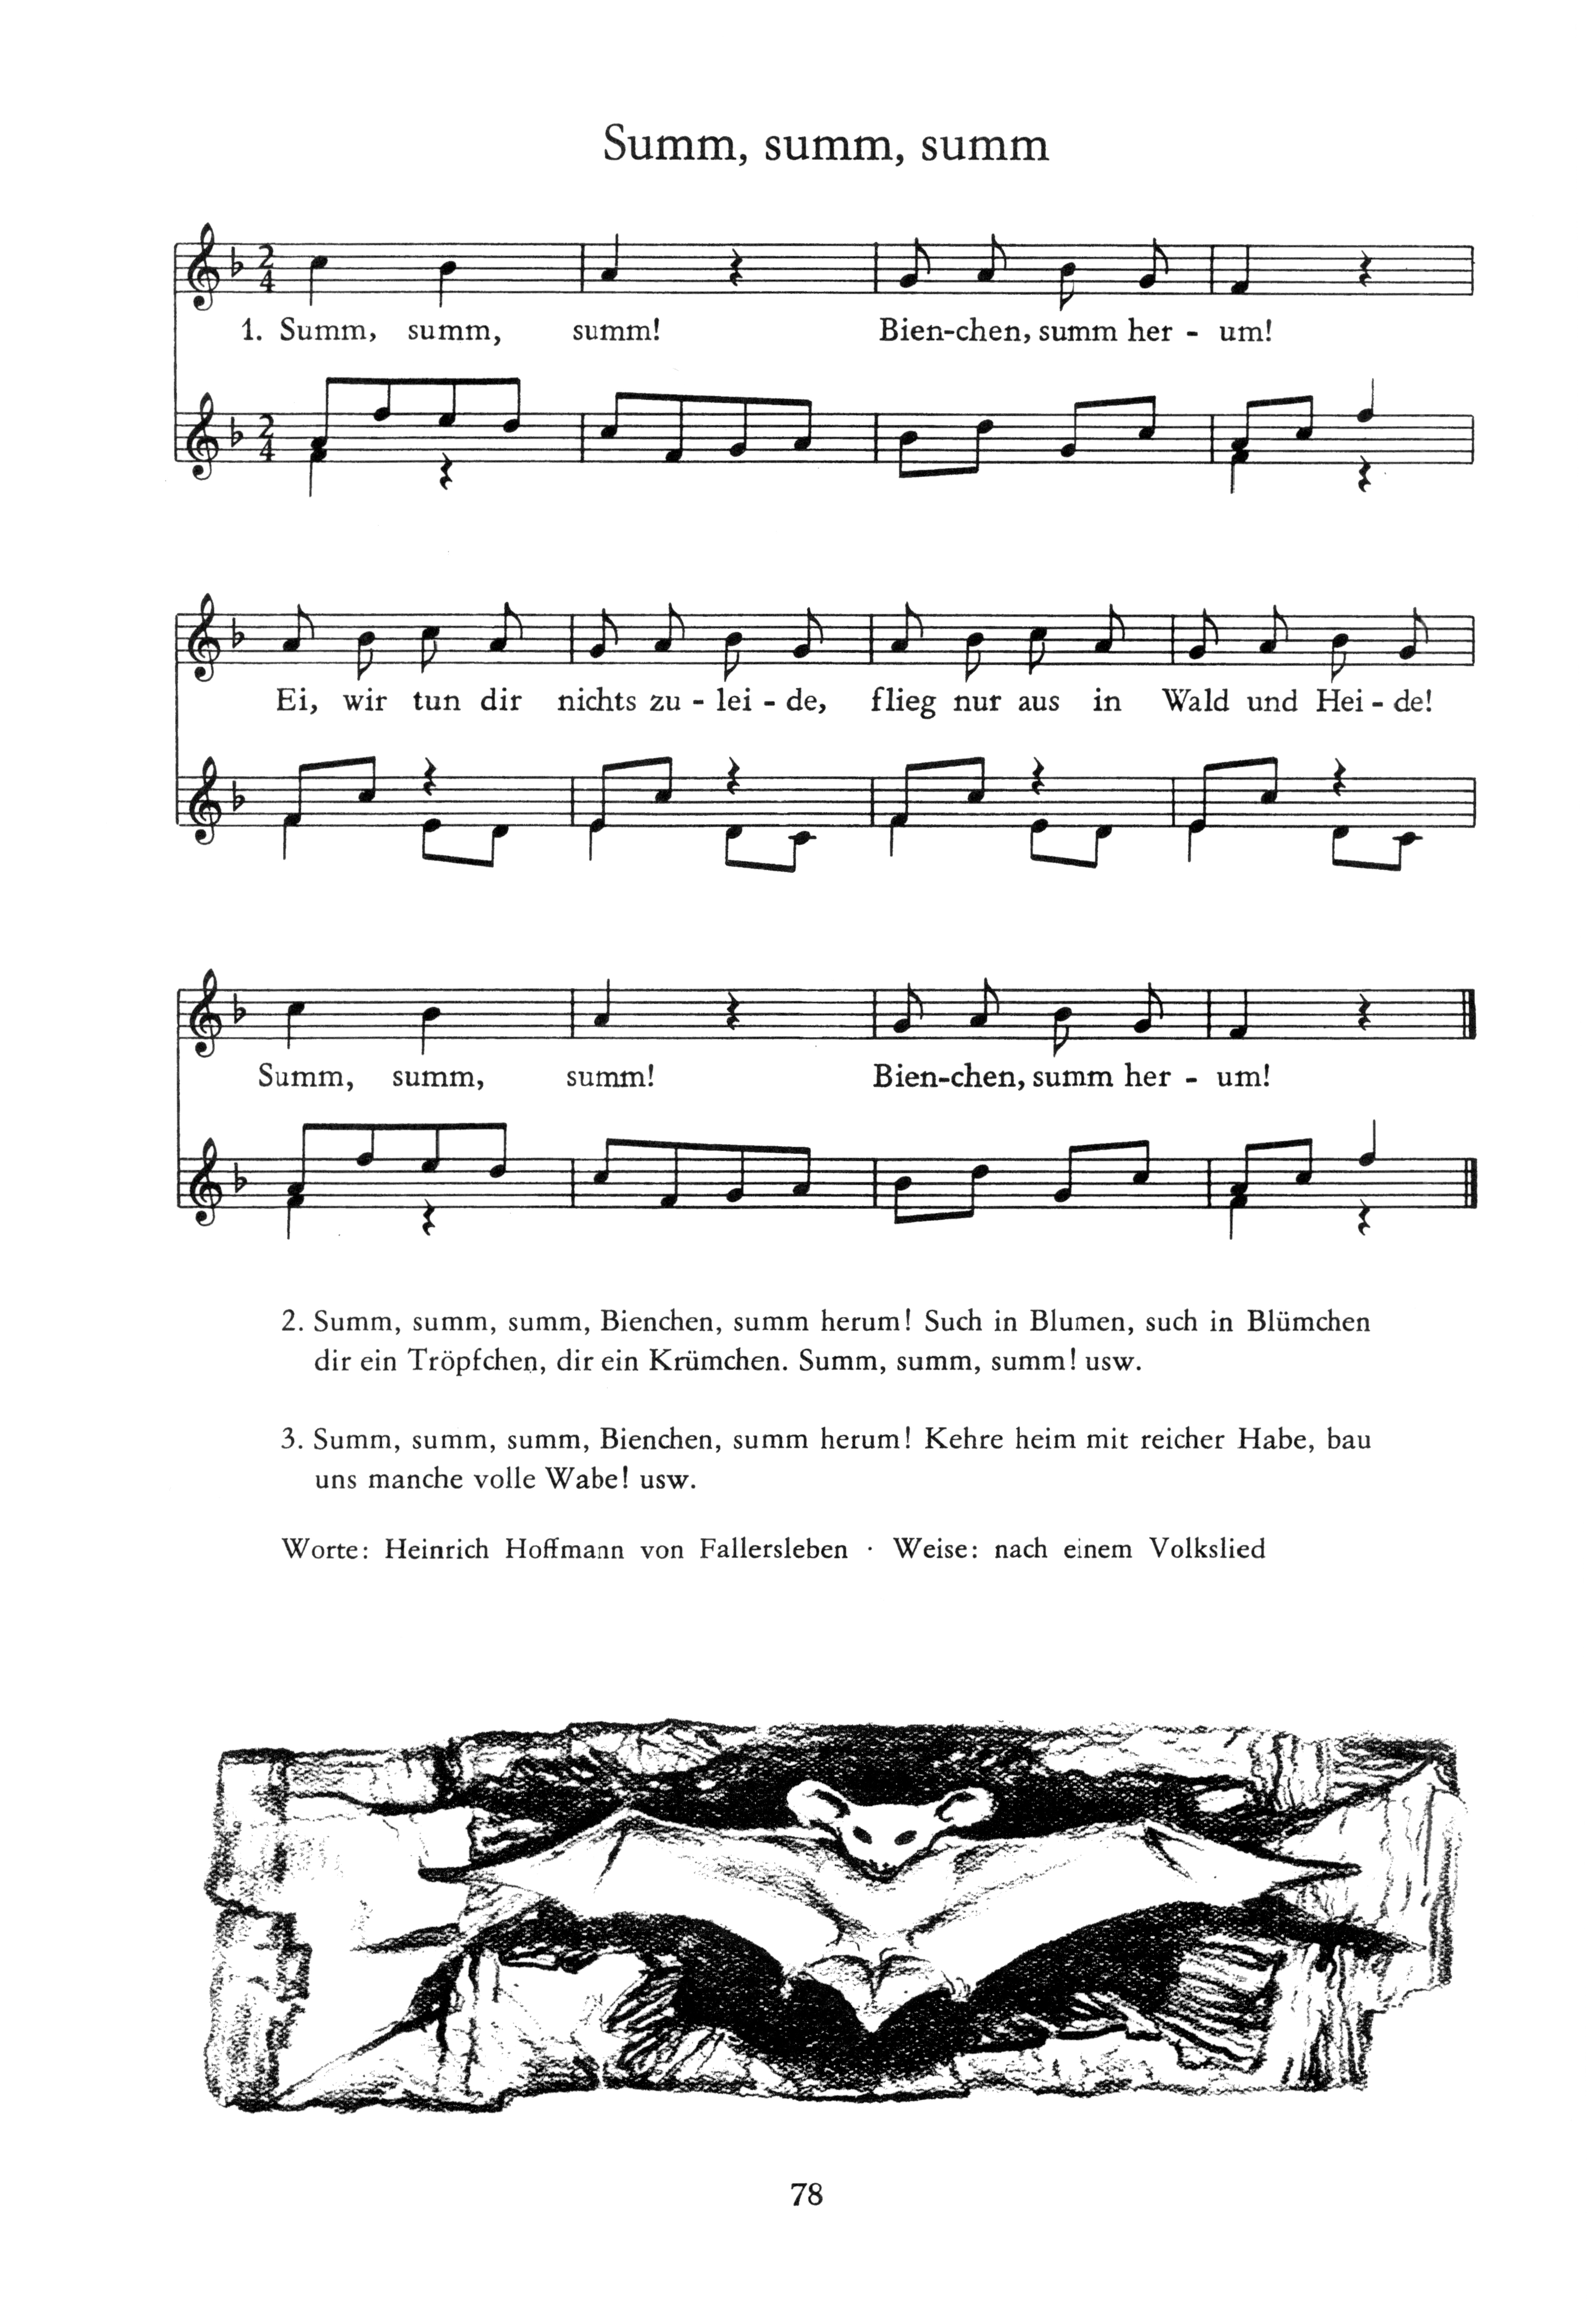 Summ, summ, summ
1. Summ, summ, summ! Bien-chen, summ her - um!
Ei, wir tun dir nichts zu - lei - de, flieg nur aus in Wald und Hei - de!
Summ, summ, summ! Bien-chen, summ her - um!
2. Summ, summ, summ, Bienchen, summ herum! Such in Blumen, such in Blümchen
dir ein Tröpfchen, dir ein Krümchen. Summ, summ, summ! usw.
3. Summ, summ, summ, Bienchen, summ herum! Kehre heim mit reicher Habe, bau
uns manche volle Wabe! usw.
Worte: Heinrich Hoffmann von Fallersleben · Weise: nach einem Volkslied
78